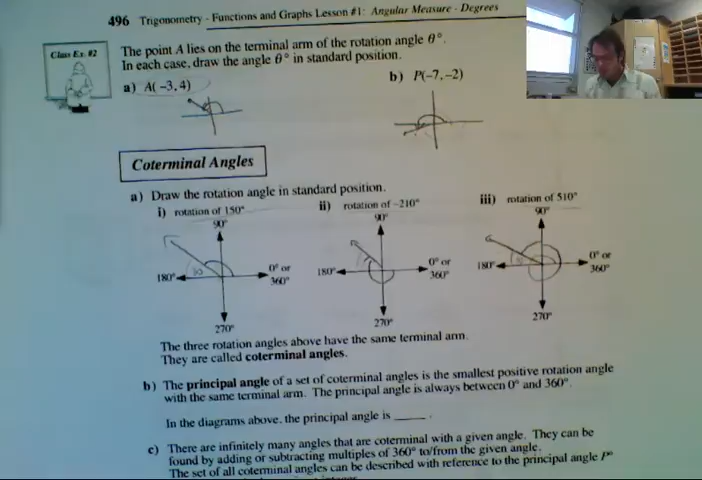 496 Trigonometry - Functions and Graphs Lesson #1: Angular Measure - Degrees
Class Ex. #2
The point A lies on the terminal arm of the rotation angle θ°.
In each case, draw the angle θ° in standard position.
a) A(-3,4)
b) P(-7,-2)
Coterminal Angles
a) Draw the rotation angle in standard position.
i) rotation of 150°
ii) rotation of -210°
iii) rotation of 510°
90°
90°
90°
180°
0° or
360°
180°
0° or
360°
180°
0° or
360°
270°
270°
270°
The three rotation angles above have the same terminal arm.
They are called coterminal angles.
b) The principal angle of a set of coterminal angles is the smallest positive rotation angle
with the same terminal arm. The principal angle is always between 0° and 360°.
In the diagrams above, the principal angle is _____ .
c) There are infinitely many angles that are coterminal with a given angle. They can be
found by adding or subtracting multiples of 360° to/from the given angle.
The set of all coterminal angles can be described with reference to the principal angle P°